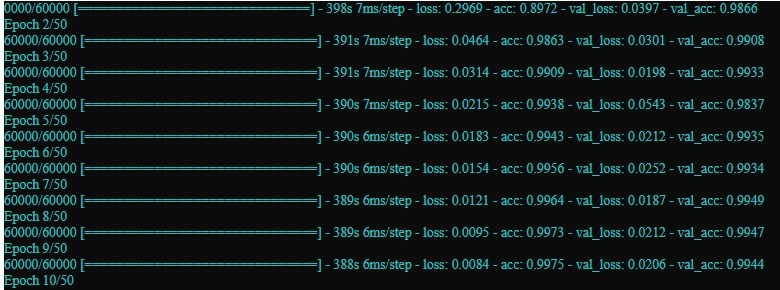 0000/60000 [==============================] - 398s 7ms/step - loss: 0.2969 - acc: 0.8972 - val_loss: 0.0397 - val_acc: 0.9866
Epoch 2/50
60000/60000 [==============================] - 391s 7ms/step - loss: 0.0464 - acc: 0.9863 - val_loss: 0.0301 - val_acc: 0.9908
Epoch 3/50
60000/60000 [==============================] - 391s 7ms/step - loss: 0.0314 - acc: 0.9909 - val_loss: 0.0198 - val_acc: 0.9933
Epoch 4/50
60000/60000 [==============================] - 390s 7ms/step - loss: 0.0215 - acc: 0.9938 - val_loss: 0.0543 - val_acc: 0.9837
Epoch 5/50
60000/60000 [==============================] - 390s 6ms/step - loss: 0.0183 - acc: 0.9943 - val_loss: 0.0212 - val_acc: 0.9935
Epoch 6/50
60000/60000 [==============================] - 390s 6ms/step - loss: 0.0154 - acc: 0.9956 - val_loss: 0.0252 - val_acc: 0.9934
Epoch 7/50
60000/60000 [==============================] - 389s 6ms/step - loss: 0.0121 - acc: 0.9964 - val_loss: 0.0187 - val_acc: 0.9949
Epoch 8/50
60000/60000 [==============================] - 389s 6ms/step - loss: 0.0095 - acc: 0.9973 - val_loss: 0.0212 - val_acc: 0.9947
Epoch 9/50
60000/60000 [==============================] - 388s 6ms/step - loss: 0.0084 - acc: 0.9975 - val_loss: 0.0206 - val_acc: 0.9944
Epoch 10/50